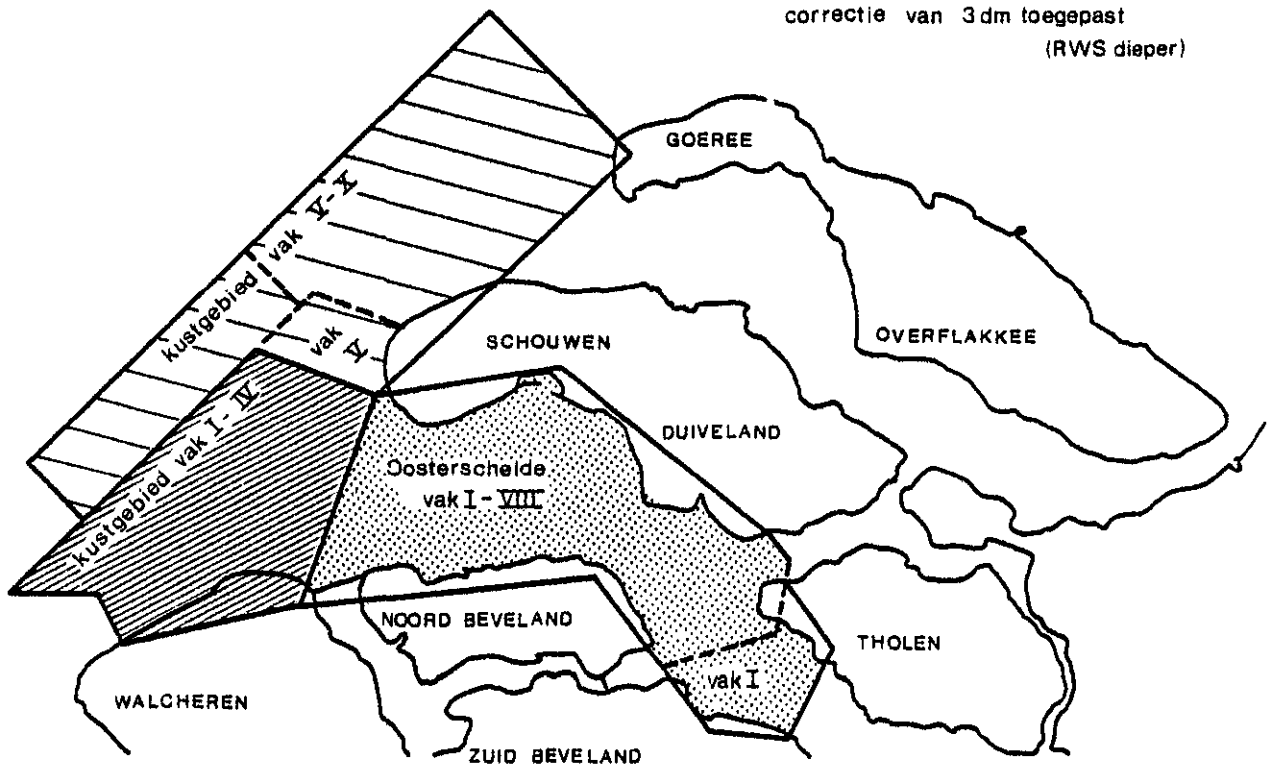 correctie van 3 dm toegepast
(RWS dieper)
GOEREE
kustgebied vak V-X
vak V
SCHOUWEN
OVERFLAKKEE
kustgebied vak I-IV
DUIVELAND
Oosterschelde
vak I-VIII
NOORD BEVELAND
THOLEN
vak I
WALCHEREN
ZUID BEVELAND